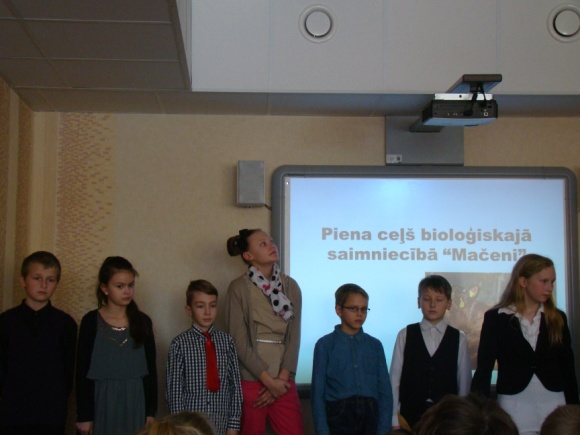 Piena ceļš bioloģiskajā
saimniecībā “Mačeni”